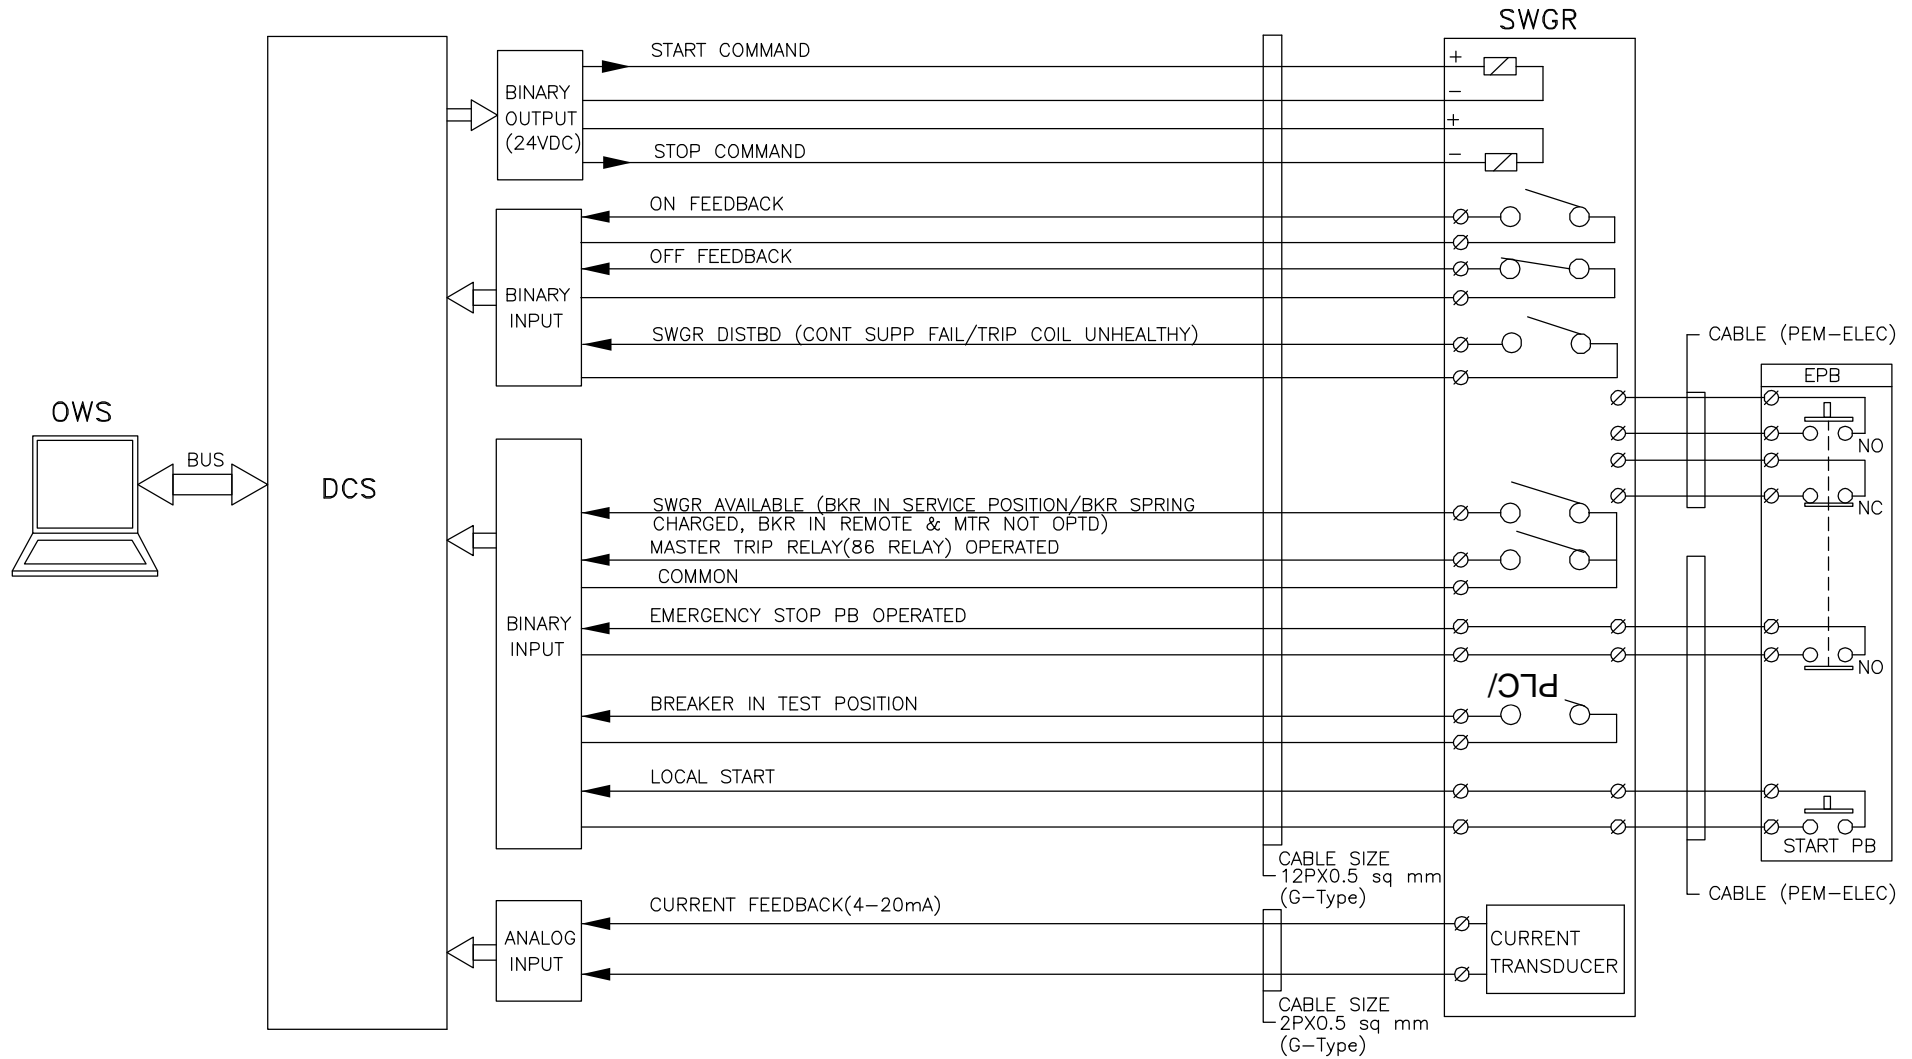 SWGR
START COMMAND
+
BINARY
OUTPUT
(24VDC)
−
+
STOP COMMAND
−
ON FEEDBACK
OFF FEEDBACK
BINARY
INPUT
SWGR DISTBD (CONT SUPP FAIL/TRIP COIL UNHEALTHY)
CABLE (PEM-ELEC)
EPB
OWS
NO
BUS
DCS
SWGR AVAILABLE (BKR IN SERVICE POSITION/BKR SPRING
CHARGED, BKR IN REMOTE & MTR NOT OPTD)
NC
MASTER TRIP RELAY(86 RELAY) OPERATED
COMMON
EMERGENCY STOP PB OPERATED
BINARY
INPUT
NO
PLC/
BREAKER IN TEST POSITION
LOCAL START
START PB
CABLE SIZE
12PX0.5 sq mm
(G-Type)
CABLE (PEM-ELEC)
CURRENT FEEDBACK(4-20mA)
ANALOG
INPUT
CURRENT
TRANSDUCER
CABLE SIZE
2PX0.5 sq mm
(G-Type)